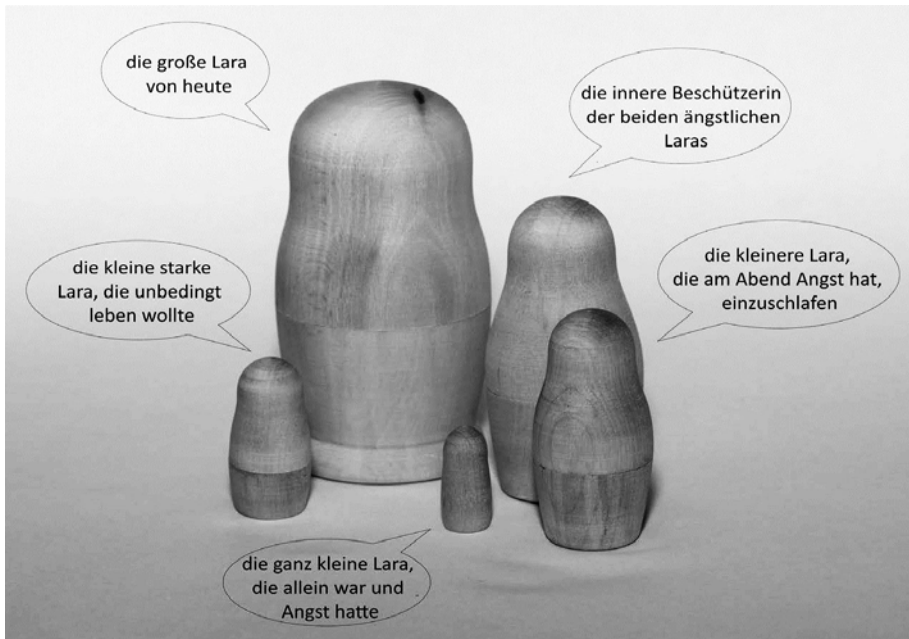 die große Lara
von heute
die innere Beschützerin
der beiden ängstlichen
Laras
die kleine starke
Lara, die unbedingt
leben wollte
die kleinere Lara,
die am Abend Angst hat,
einzuschlafen
die ganz kleine Lara,
die allein war und
Angst hatte